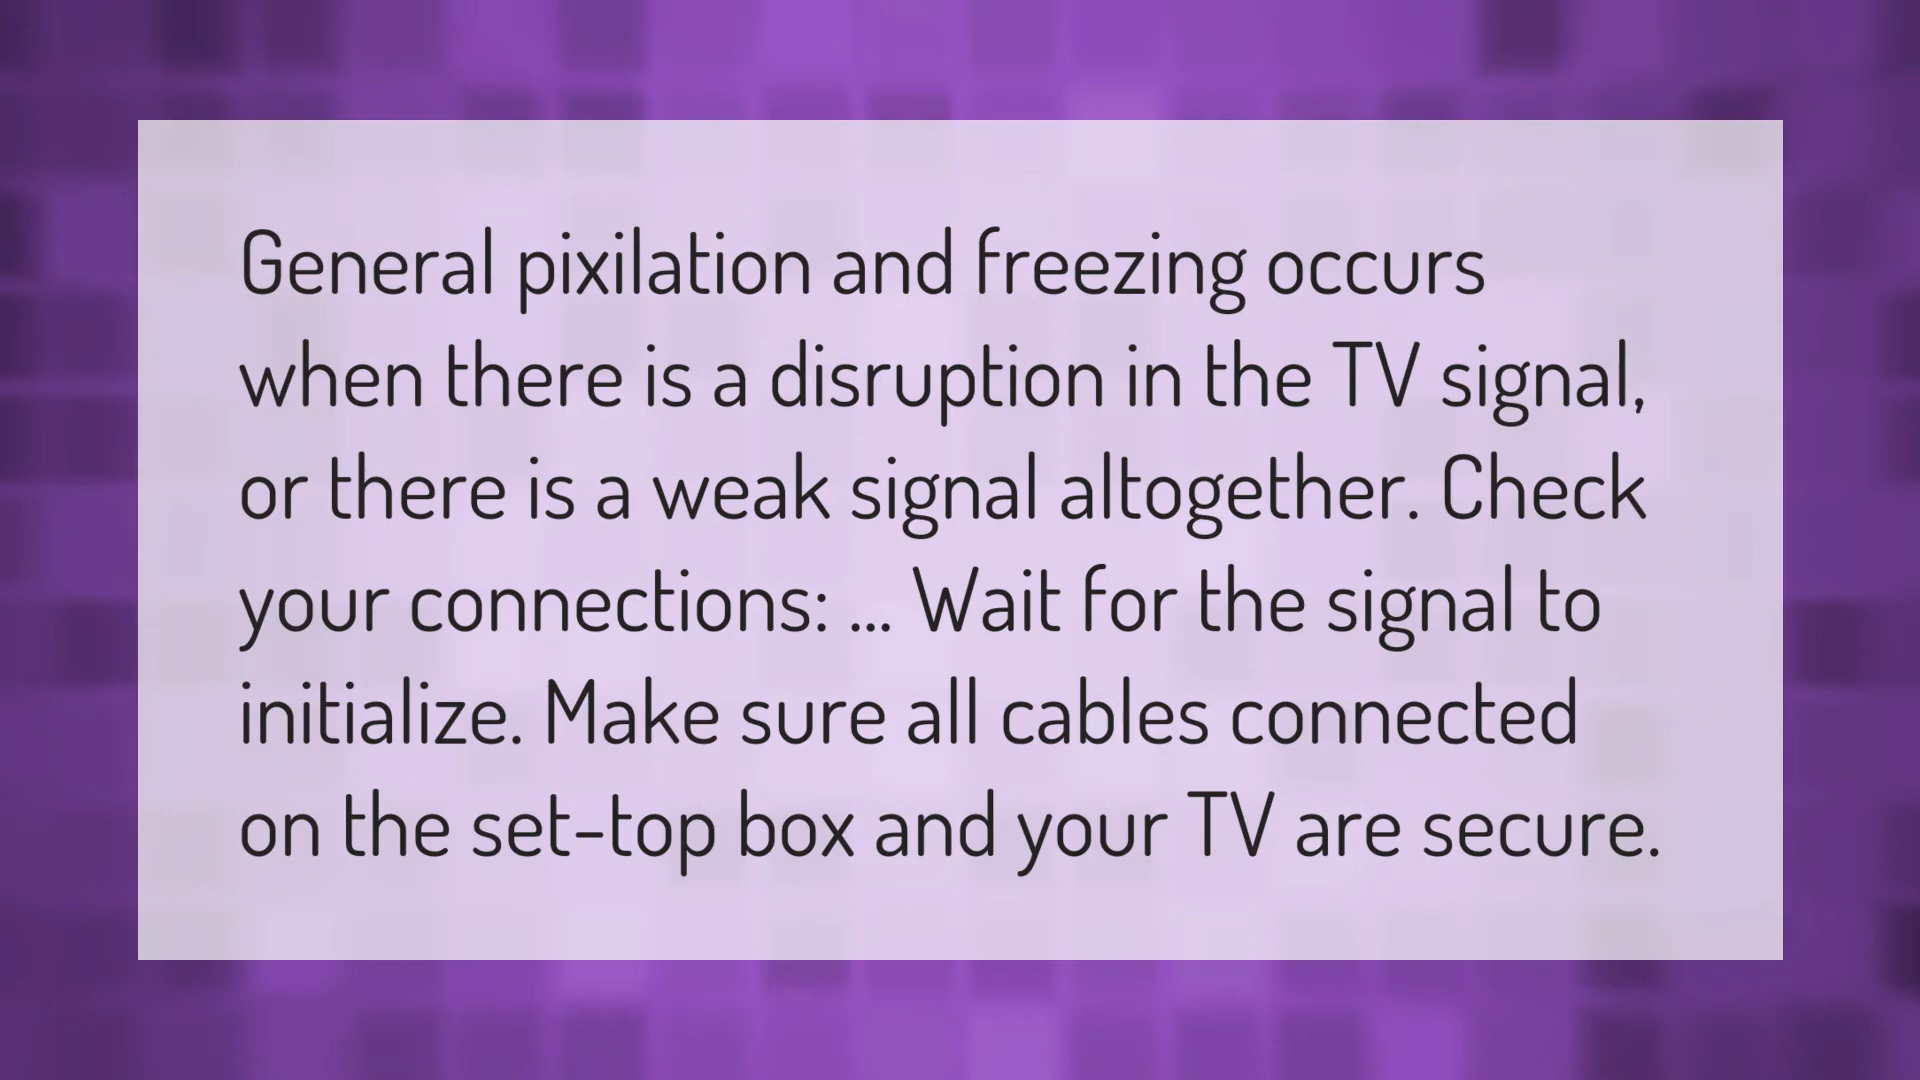 General pixilation and freezing occurs
when there is a disruption in the TV signal,
or there is a weak signal altogether. Check
your connections: ... Wait for the signal to
initialize. Make sure all cables connected
on the set-top box and your TV are secure.